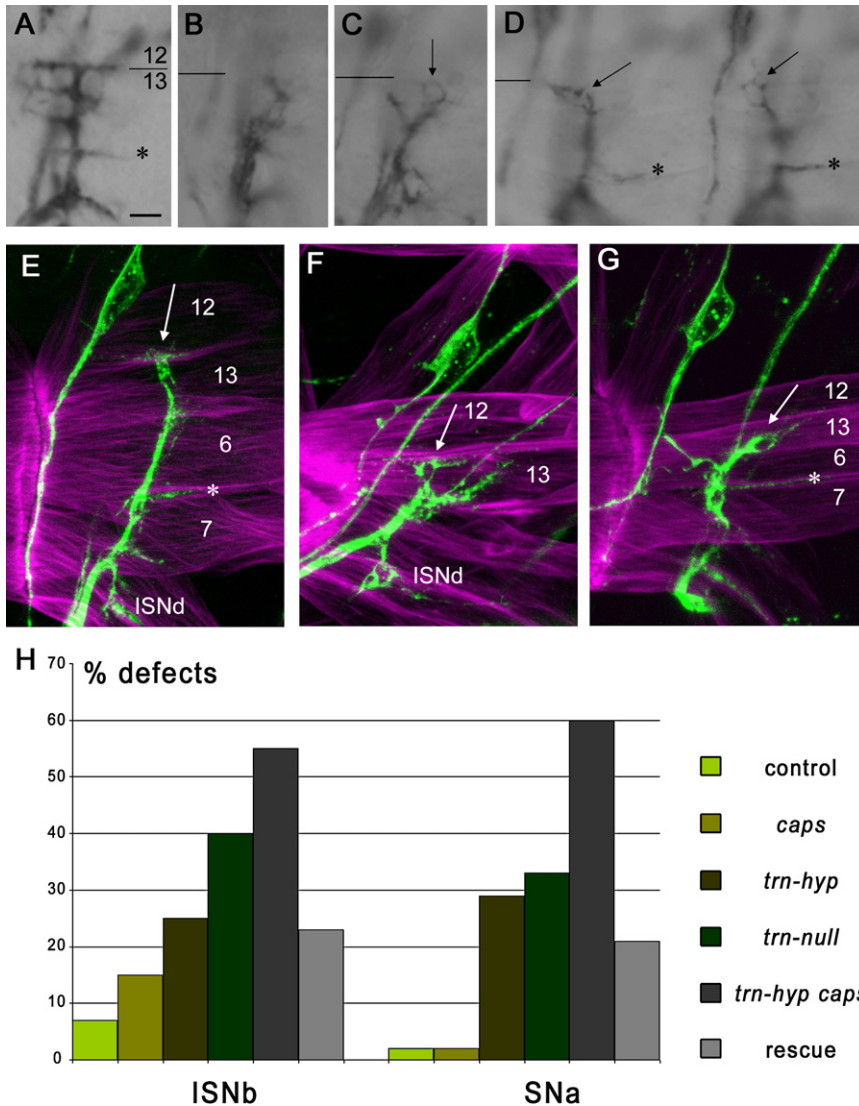 A
B
C
D
12
13
*
*
*
E
12
13
6
*
7
ISNd
F
12
13
ISNd
G
12
13
6
*
7
H
% defects
70
60
50
40
30
20
10
0
ISNb
SNa
control
caps
trn-hyp
trn-null
trn-hyp caps
rescue